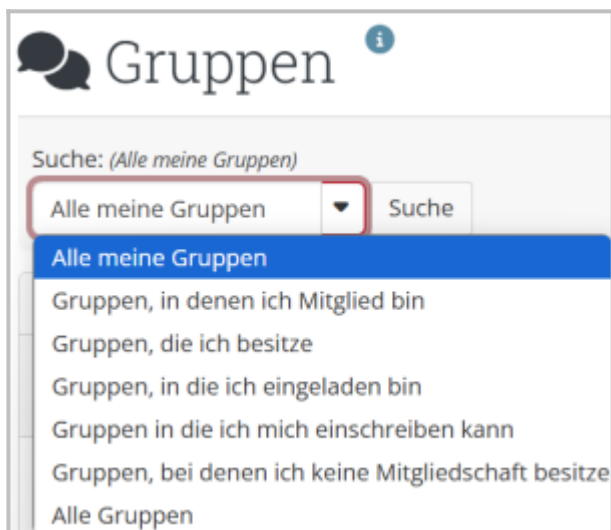 Gruppen i
Suche: (Alle meine Gruppen)
Alle meine Gruppen Suche
Alle meine Gruppen
Gruppen, in denen ich Mitglied bin
Gruppen, die ich besitze
Gruppen, in die ich eingeladen bin
Gruppen in die ich mich einschreiben kann
Gruppen, bei denen ich keine Mitgliedschaft besitze
Alle Gruppen